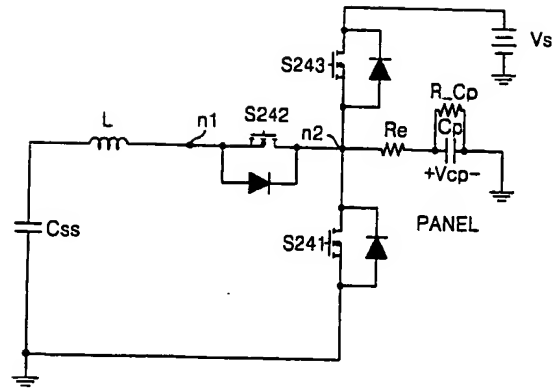 Vs
S243
R_Cp
L
n1
S242
n2
Re
Cp
+Vcp-
Css
S241
PANEL